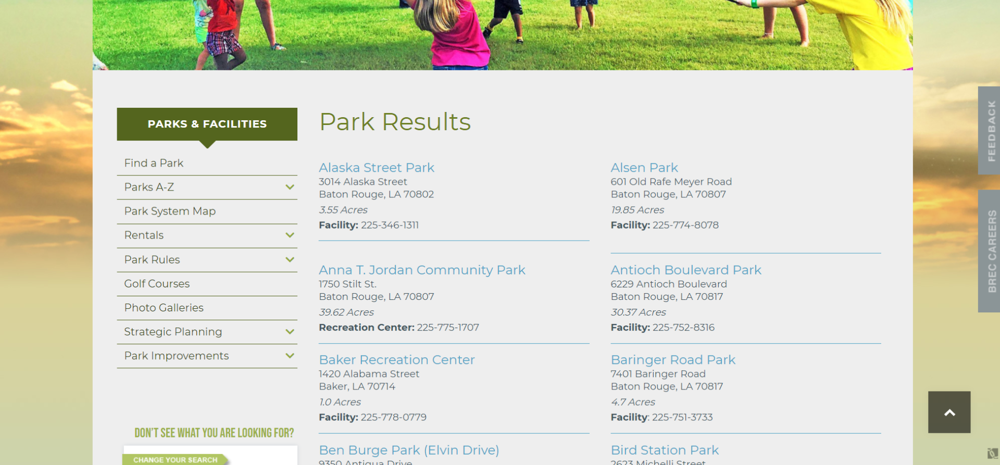 PARKS & FACILITIES
Find a Park
Parks A-Z
Park System Map
Rentals
Park Rules
Golf Courses
Photo Galleries
Strategic Planning
Park Improvements
DON'T SEE WHAT YOU ARE LOOKING FOR?
CHANGE YOUR SEARCH
Park Results
Alaska Street Park
3014 Alaska Street
Baton Rouge, LA 70802
3.55 Acres
Facility: 225-346-1311
Alsen Park
601 Old Rafe Meyer Road
Baton Rouge, LA 70807
19.85 Acres
Facility: 225-774-8078
Anna T. Jordan Community Park
1750 Stilt St.
Baton Rouge, LA 70807
39.62 Acres
Recreation Center: 225-775-1707
Antioch Boulevard Park
6229 Antioch Boulevard
Baton Rouge, LA 70817
30.37 Acres
Facility: 225-752-8316
Baker Recreation Center
1420 Alabama Street
Baker, LA 70714
1.0 Acres
Facility: 225-778-0779
Baringer Road Park
7401 Baringer Road
Baton Rouge, LA 70817
4.7 Acres
Facility: 225-751-3733
Ben Burge Park (Elvin Drive)
9350 Antigua Drive
Bird Station Park
2623 Michelli Street
FEEDBACK
BREC CAREERS